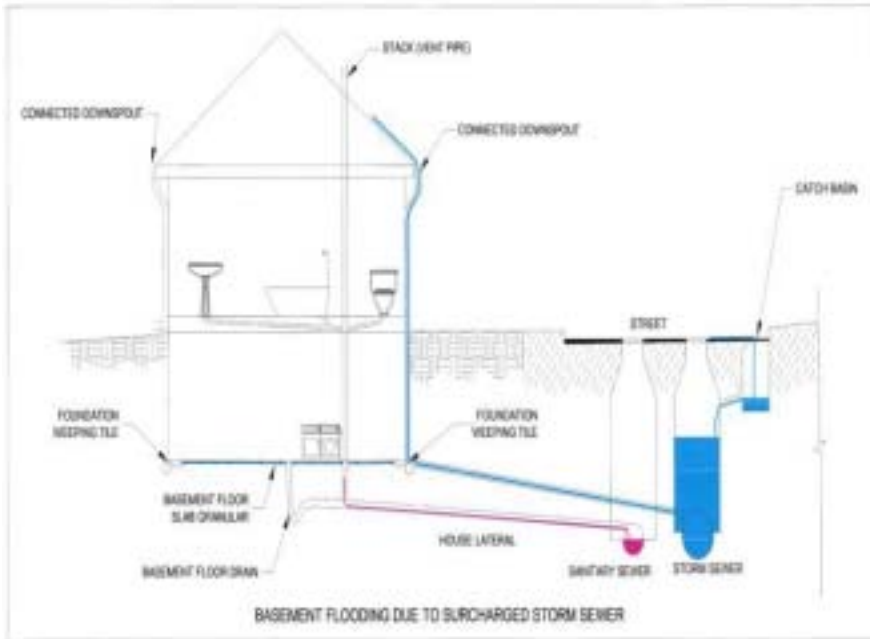 STACK (VENT PIPE)
CONNECTED DOWNSPOUT
CONNECTED DOWNSPOUT
CATCH BASIN
STREET
FOUNDATION
WEEPING TILE
FOUNDATION
WEEPING TILE
BASEMENT FLOOR
SLAB GRANULAR
HOUSE LATERAL
BASEMENT FLOOR DRAIN
SANITARY SEWER
STORM SEWER
BASEMENT FLOODING DUE TO SURCHARGED STORM SEWER